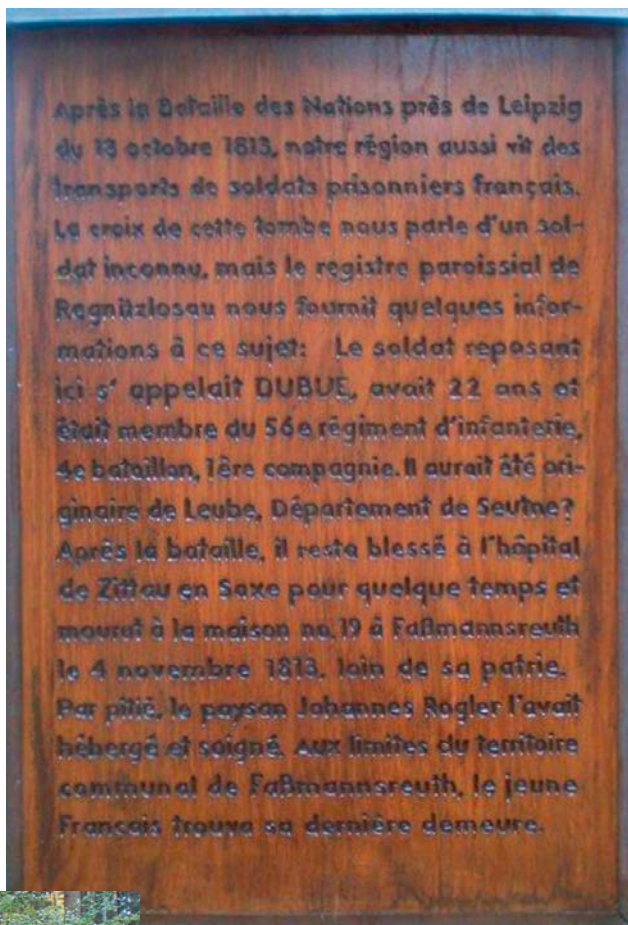 Après la Bataille des Nations près de Leipzig
du 18 octobre 1813, notre région aussi vit des
transports de soldats prisonniers français.
La croix de cette tombe nous parle d'un sol-
dat inconnu, mais le registre paroissial de
Regnitzlosau nous fournit quelques infor-
mations à ce sujet: Le soldat reposant
ici s' appelait DUBUE, avait 22 ans et
était membre du 56e régiment d'infanterie,
4e bataillon, 1ère compagnie. Il aurait été ori-
ginaire de Leube, Département de Seutne?
Après la bataille, il resta blessé à l'hôpital
de Zittau en Saxe pour quelque temps et
mourut à la maison no. 19 à Faßmannsreuth
le 4 novembre 1813, loin de sa patrie.
Par pitié, le paysan Johannes Rogler l'avait
hébergé et soigné. Aux limites du territoire
communal de Faßmannsreuth, le jeune
Français trouva sa dernière demeure.